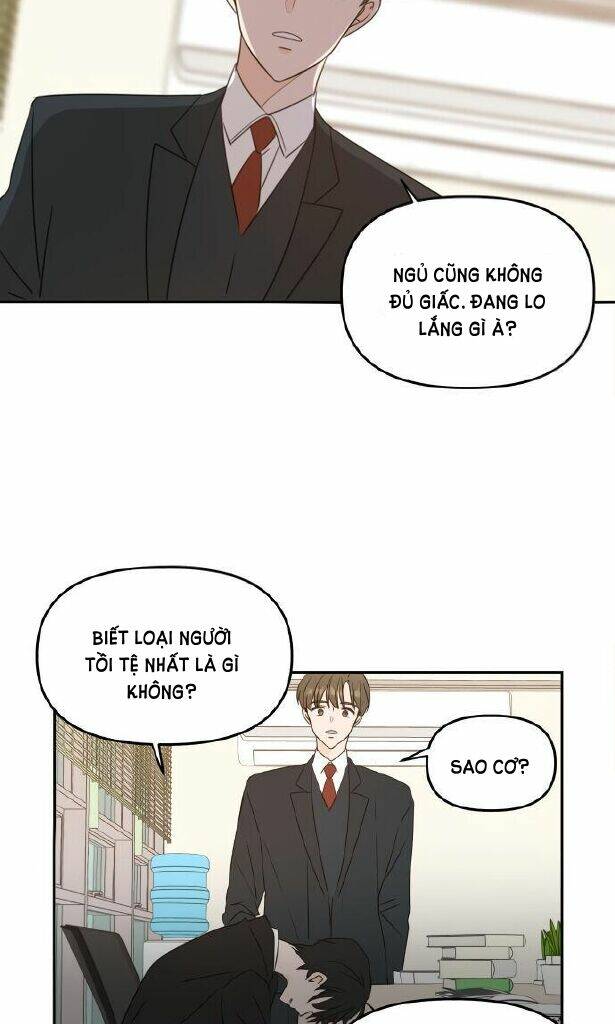 NGỦ CŨNG KHÔNG
ĐỦ GIẤC. ĐANG LO
LẮNG GÌ À?
BIẾT LOẠI NGƯỜI
TỒI TỆ NHẤT LÀ GÌ
KHÔNG?
SAO CƠ?